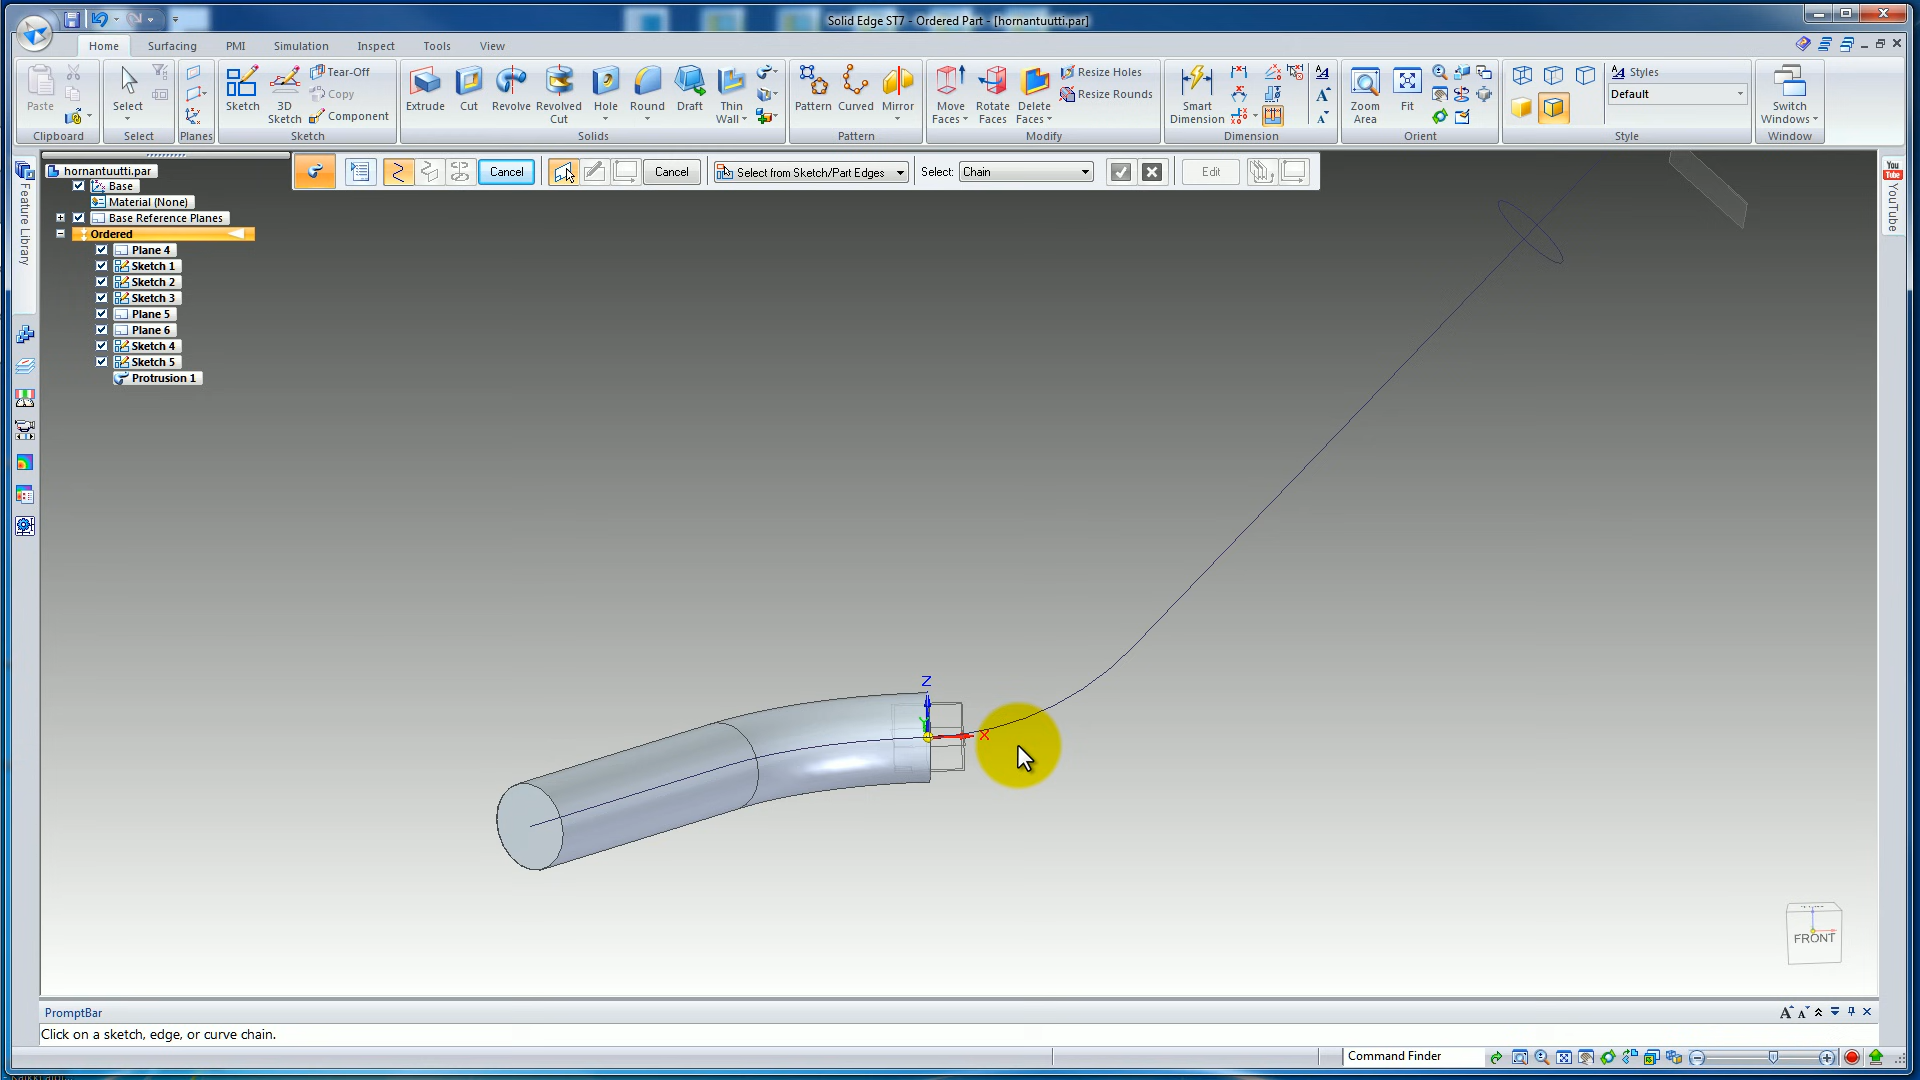 Solid Edge ST7 - Ordered Part - [hornantuutti.par]
Home Surfacing PMI Simulation Inspect Tools View
Paste
Clipboard
Select
Select
Planes
Sketch
3D Sketch
Tear-Off
Copy
Component
Sketch
Extrude
Cut
Revolve
Revolved Cut
Hole
Round
Draft
Thin Wall
Solids
Pattern
Curved
Mirror
Pattern
Move Faces
Rotate Faces
Delete Faces
Resize Holes
Resize Rounds
Modify
Smart Dimension
Dimension
Zoom Area
Fit
Orient
Styles
Default
Style
Switch Windows
Window
hornantuutti.par
Base
Material (None)
Base Reference Planes
Ordered
Plane 4
Sketch 1
Sketch 2
Sketch 3
Plane 5
Plane 6
Sketch 4
Sketch 5
Protrusion 1
Cancel
Cancel
Select from Sketch/Part Edges
Select:
Chain
Edit
Feature Library
You Tube
YouTube
Z
Y
X
FRONT
PromptBar
Click on a sketch, edge, or curve chain.
Command Finder